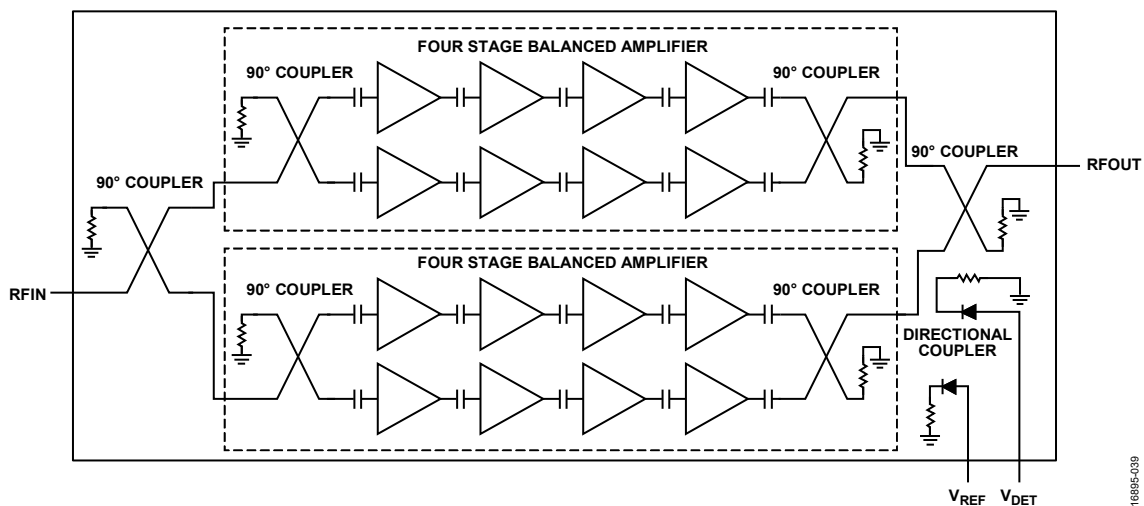 FOUR STAGE BALANCED AMPLIFIER
90° COUPLER
90° COUPLER
90° COUPLER
90° COUPLER
RFOUT
FOUR STAGE BALANCED AMPLIFIER
90° COUPLER
90° COUPLER
RFIN
DIRECTIONAL
COUPLER
VREF
VDET
16895-039